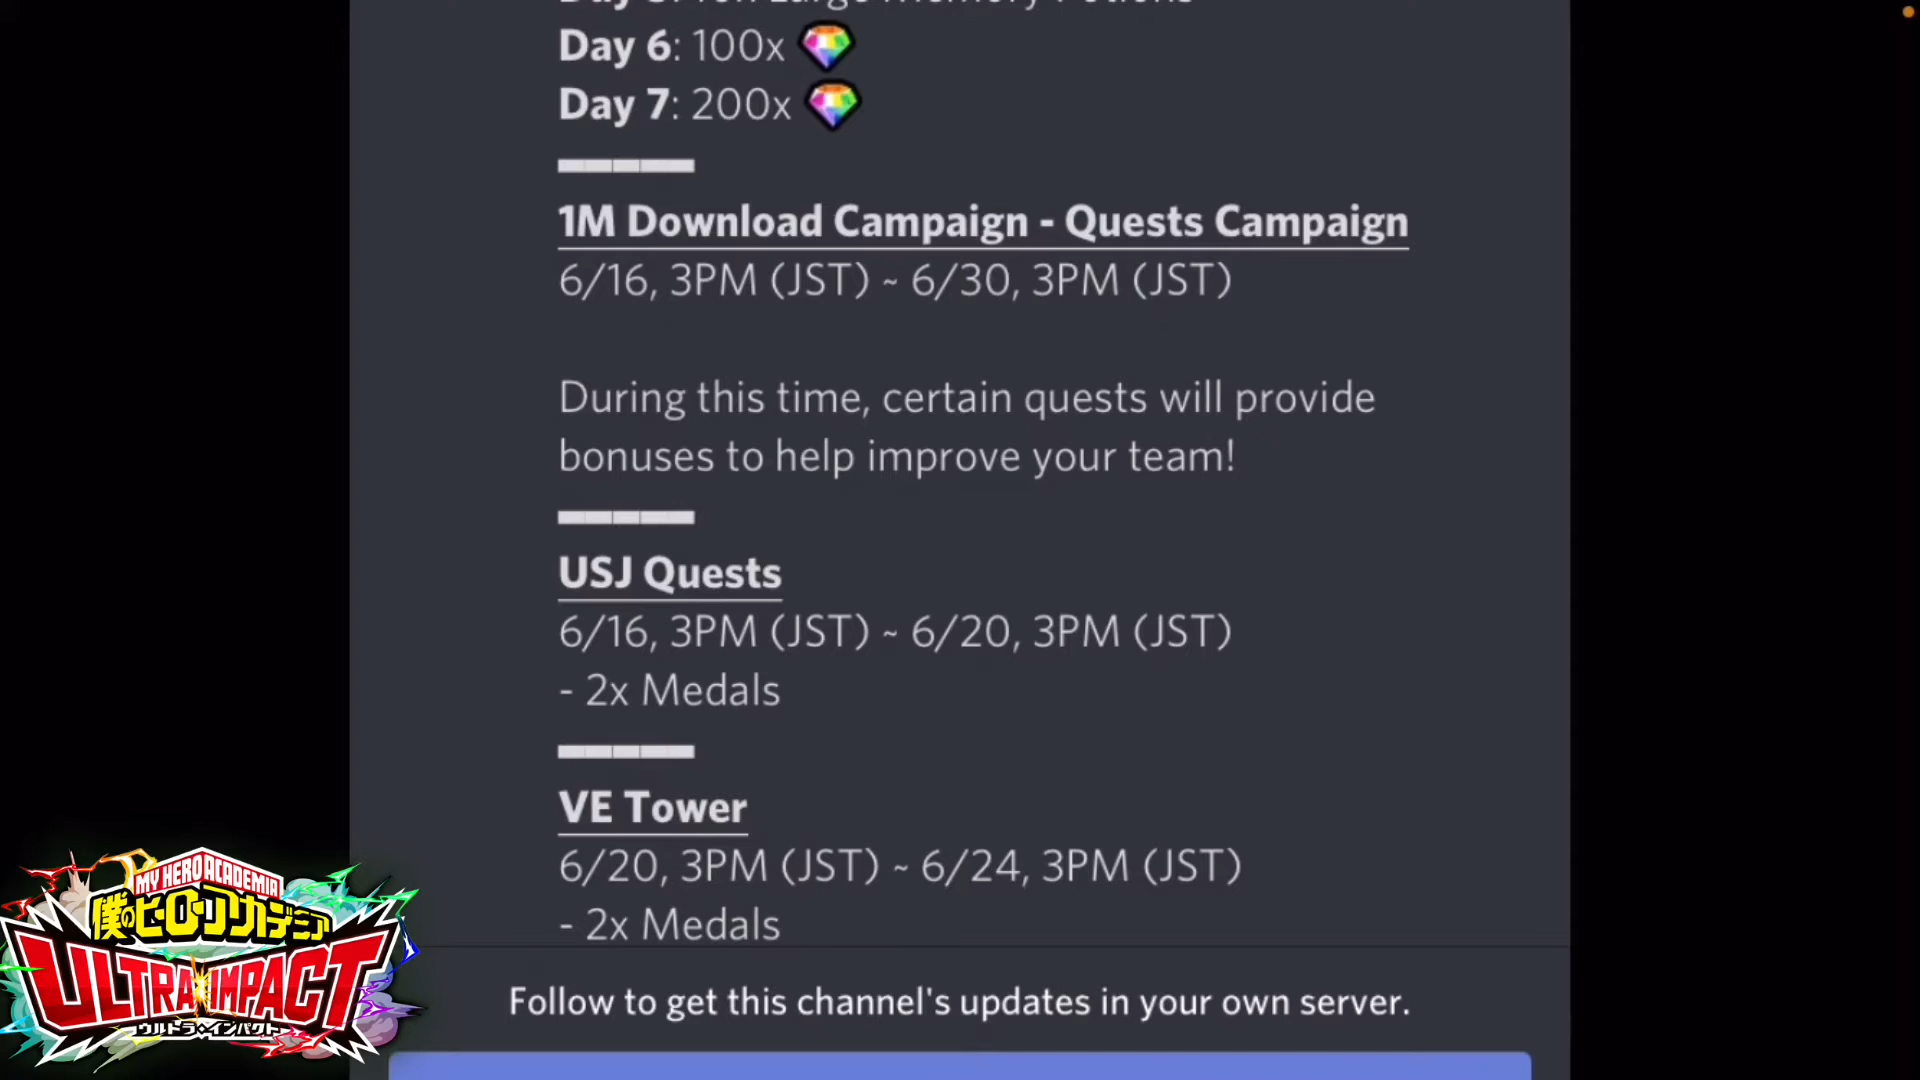 Day 6: 100x
Day 7: 200x
1M Download Campaign - Quests Campaign
6/16, 3PM (JST) ~ 6/30, 3PM (JST)
During this time, certain quests will provide
bonuses to help improve your team!
USJ Quests
6/16, 3PM (JST) ~ 6/20, 3PM (JST)
- 2x Medals
VE Tower
6/20, 3PM (JST) ~ 6/24, 3PM (JST)
- 2x Medals
MY HERO ACADEMIA
僕のヒーローアカデミア
ULTRA IMPACT
ウルトラインパクト
Follow to get this channel's updates in your own server.